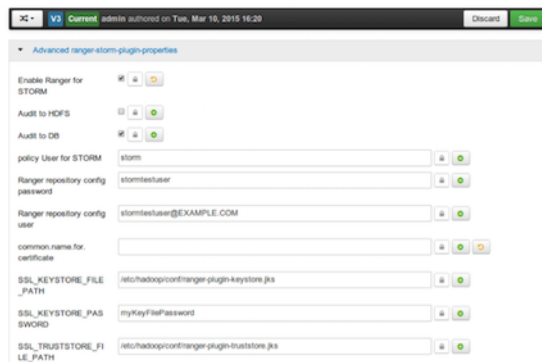 V3 Current admin authored on Tue, Mar 10, 2015 16:20 Discard Save
Advanced ranger-storm-plugin-properties
Enable Ranger for
STORM
Audit to HDFS
Audit to DB
policy User for STORM storm
Ranger repository config
password stormtestuser
Ranger repository config
user stormtestuser@EXAMPLE.COM
common.name.for.
certificate
SSL_KEYSTORE_FILE
_PATH /etc/hadoop/conf/ranger-plugin-keystore.jks
SSL_KEYSTORE_PAS
SWORD myKeyFilePassword
SSL_TRUSTSTORE_FI
LE_PATH /etc/hadoop/conf/ranger-plugin-truststore.jks